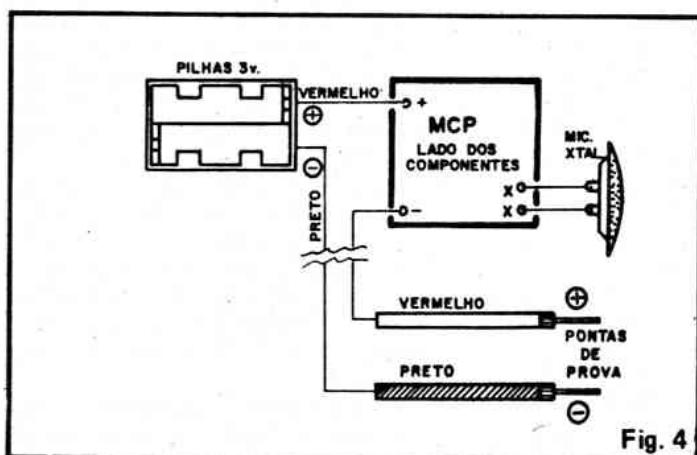 PILHAS 3v.
VERMELHO
+
-
PRETO
+
MCP
LADO DOS
COMPONENTES
X
X
-
MIC.
XTAL
VERMELHO
+
PONTAS
DE
PROVA
PRETO
-
Fig. 4